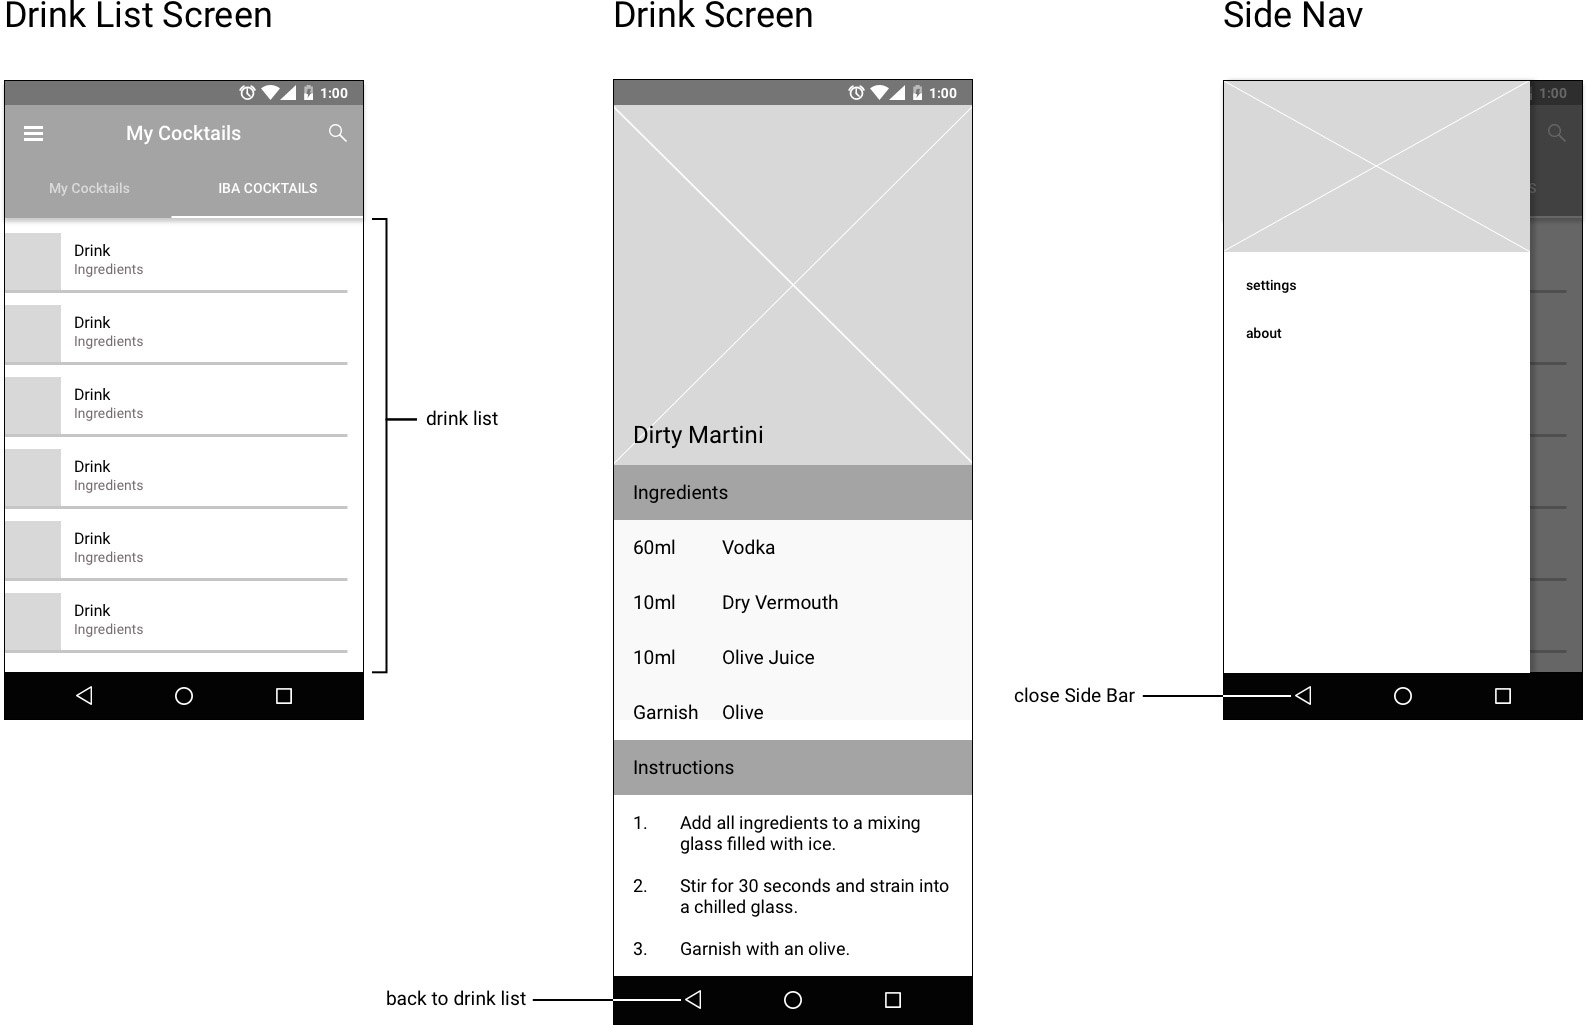 Drink List Screen
1:00
My Cocktails
My Cocktails
IBA COCKTAILS
Drink
Ingredients
Drink
Ingredients
Drink
Ingredients
Drink
Ingredients
Drink
Ingredients
Drink
Ingredients
drink list
Drink Screen
1:00
Dirty Martini
Ingredients
60ml Vodka
10ml Dry Vermouth
10ml Olive Juice
Garnish Olive
Instructions
1. Add all ingredients to a mixing
glass filled with ice.
2. Stir for 30 seconds and strain into
a chilled glass.
3. Garnish with an olive.
back to drink list
Side Nav
1:00
S
settings
about
close Side Bar